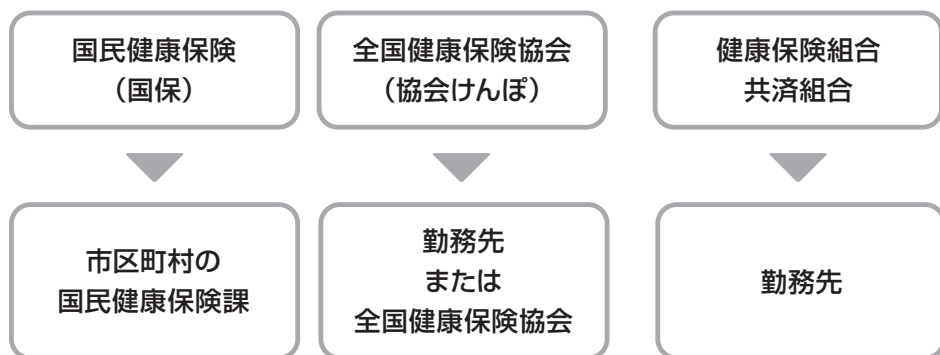 国民健康保険
（国保）
全国健康保険協会
（協会けんぽ）
健康保険組合
共済組合
市区町村の
国民健康保険課
勤務先
または
全国健康保険協会
勤務先